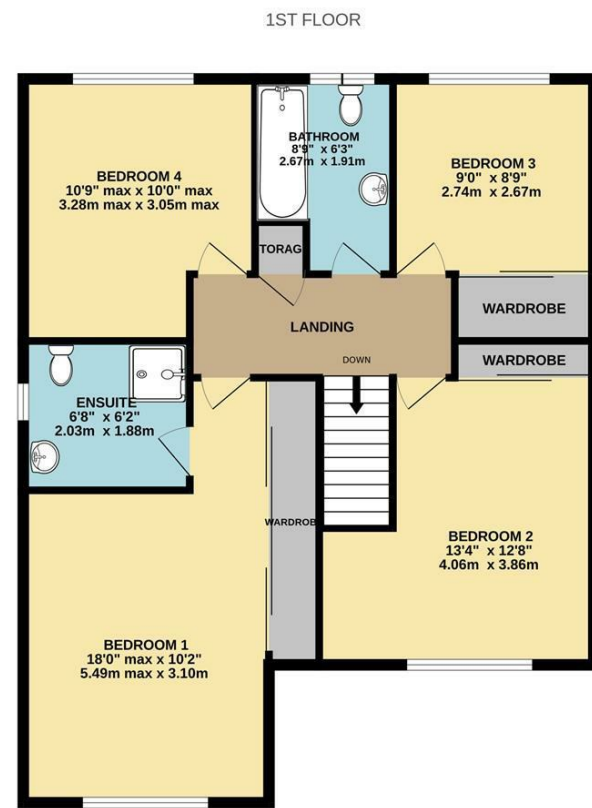 1ST FLOOR
BEDROOM 4
10'9" max x 10'0" max
3.28m max x 3.05m max
BATHROOM
8'9" x 6'3"
2.67m x 1.91m
BEDROOM 3
9'0" x 8'9"
2.74m x 2.67m
TORAG
WARDROBE
LANDING
DOWN
WARDROBE
ENSUITE
6'8" x 6'2"
2.03m x 1.88m
WARDROB
BEDROOM 2
13'4" x 12'8"
4.06m x 3.86m
BEDROOM 1
18'0" max x 10'2"
5.49m max x 3.10m